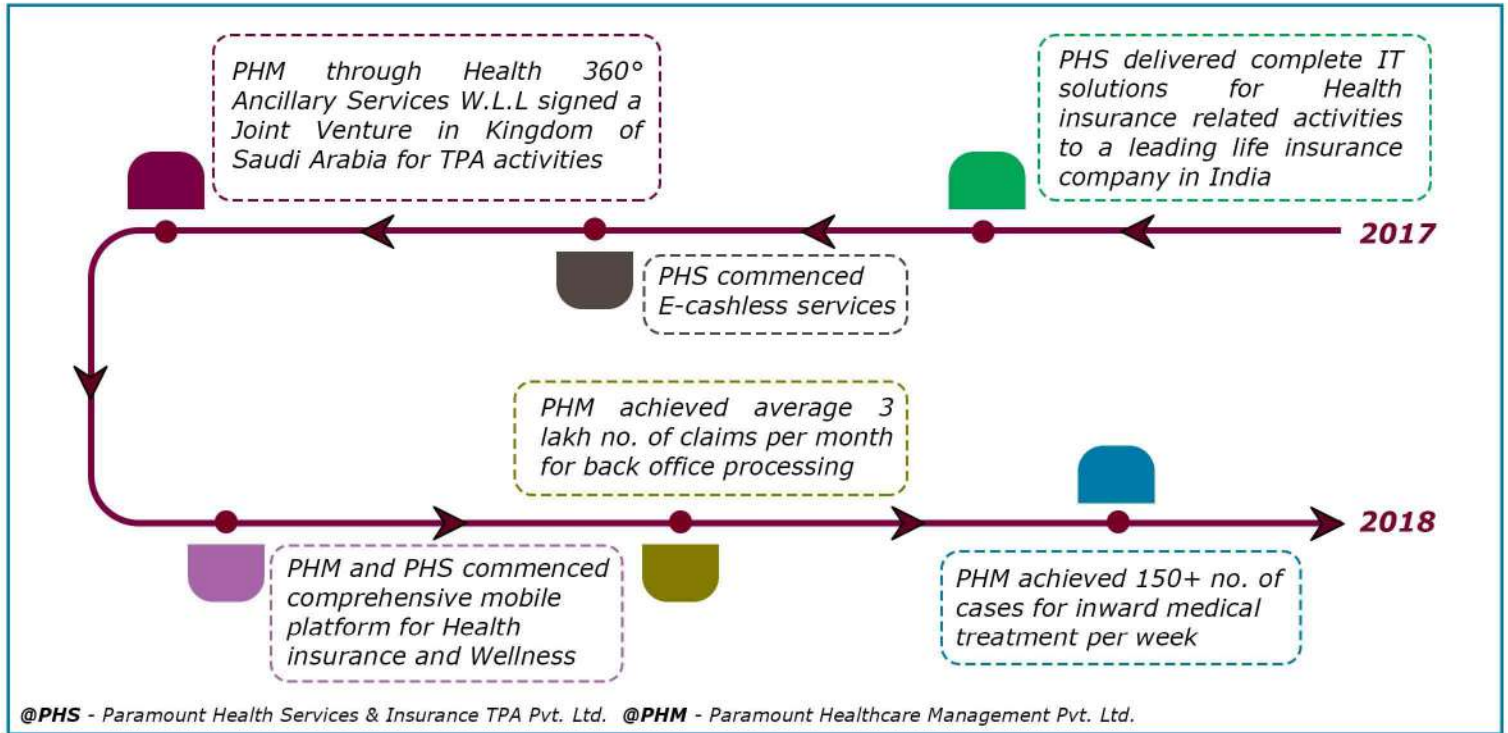 PHM through Health 360°
Ancillary Services W.L.L signed a
Joint Venture in Kingdom of
Saudi Arabia for TPA activities
PHS delivered complete IT
solutions for Health
insurance related activities
to a leading life insurance
company in India
2017
PHS commenced
E-cashless services
PHM achieved average 3
lakh no. of claims per month
for back office processing
2018
PHM and PHS commenced
comprehensive mobile
platform for Health
insurance and Wellness
PHM achieved 150+ no. of
cases for inward medical
treatment per week
@PHS - Paramount Health Services & Insurance TPA Pvt. Ltd. @PHM - Paramount Healthcare Management Pvt. Ltd.